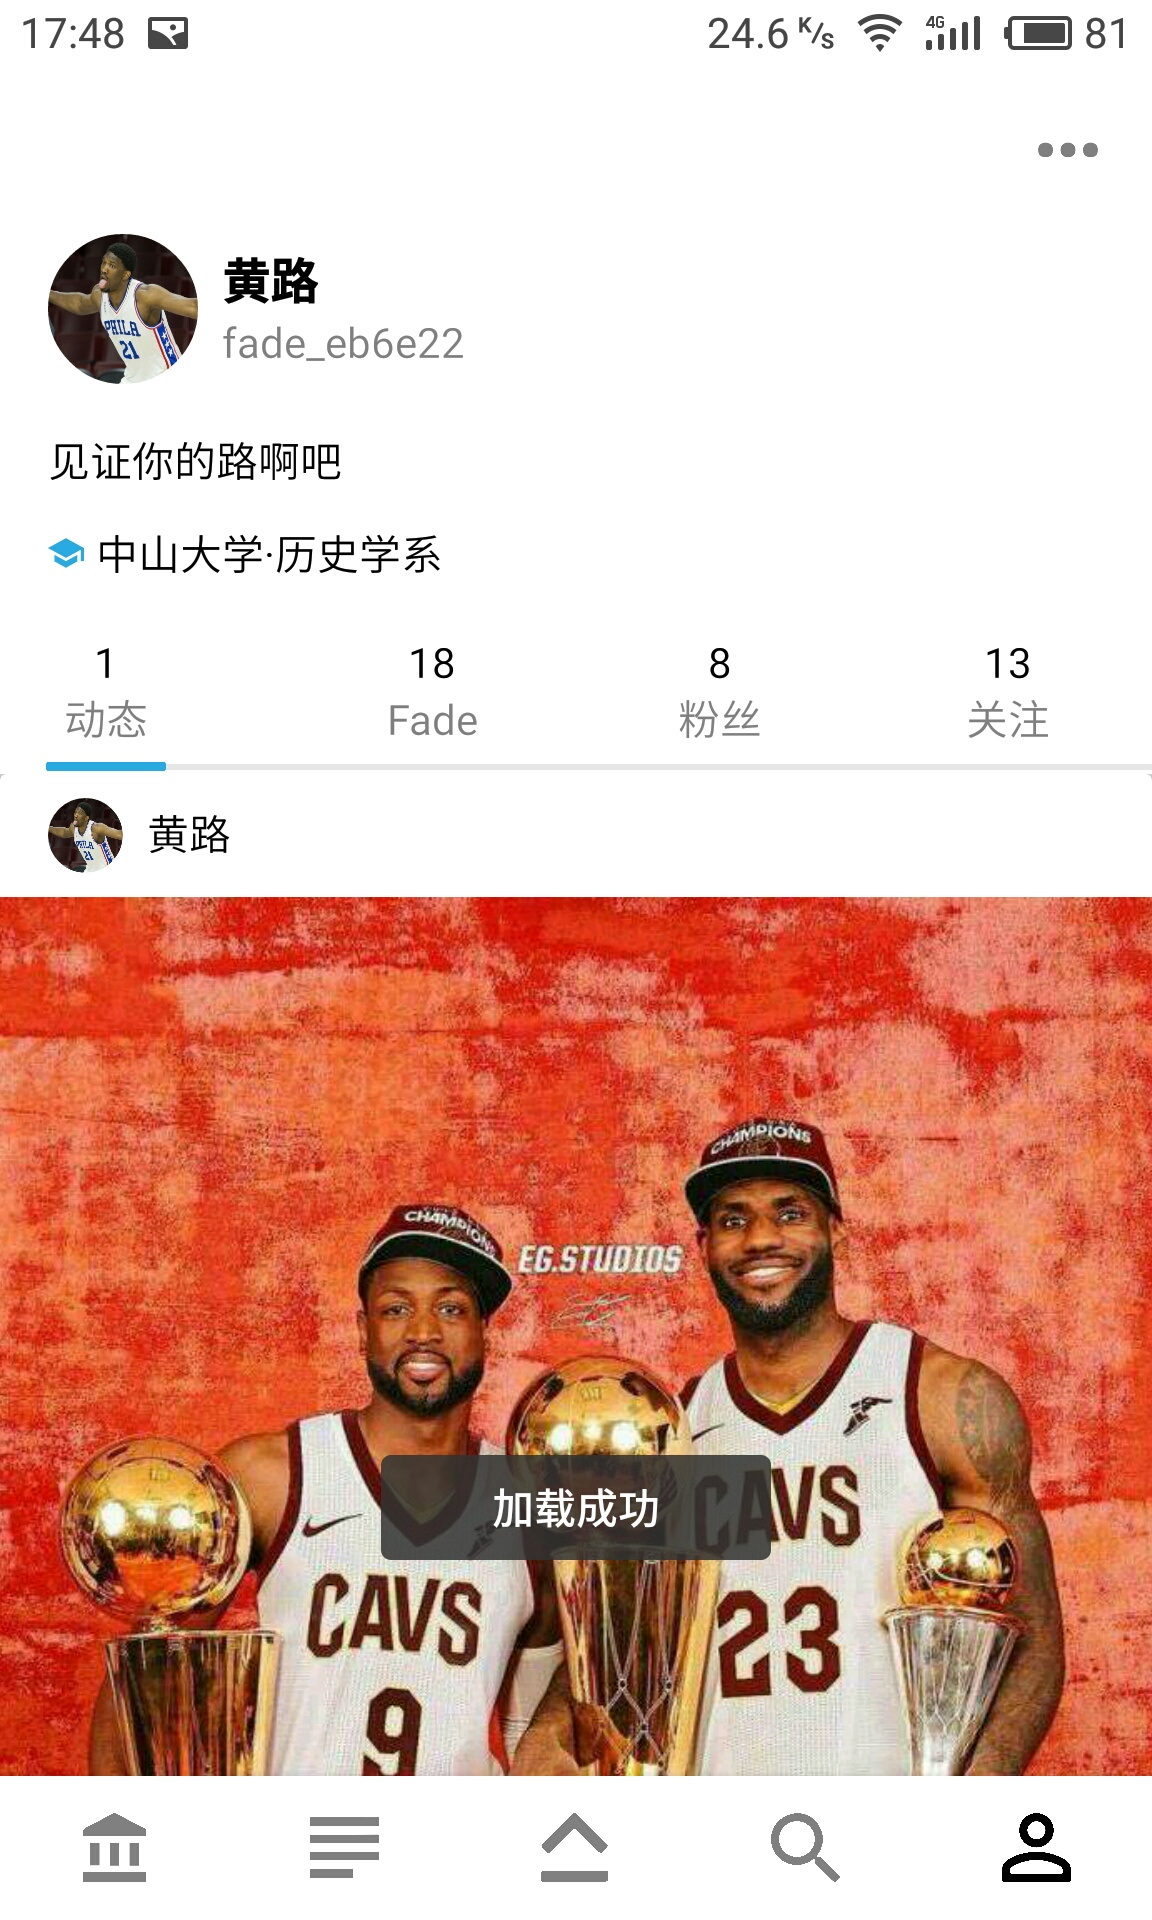 17:48
24.6 K/s 4G 81
黄路
fade_eb6e22
见证你的路啊吧
中山大学·历史学系
1 18 8 13
动态 Fade 粉丝 关注
黄路
CHAMPIONS
CHAMPIONS
EG.STUDIOS
加载成功
CAVS
23
CAVS
9
PHILA
21